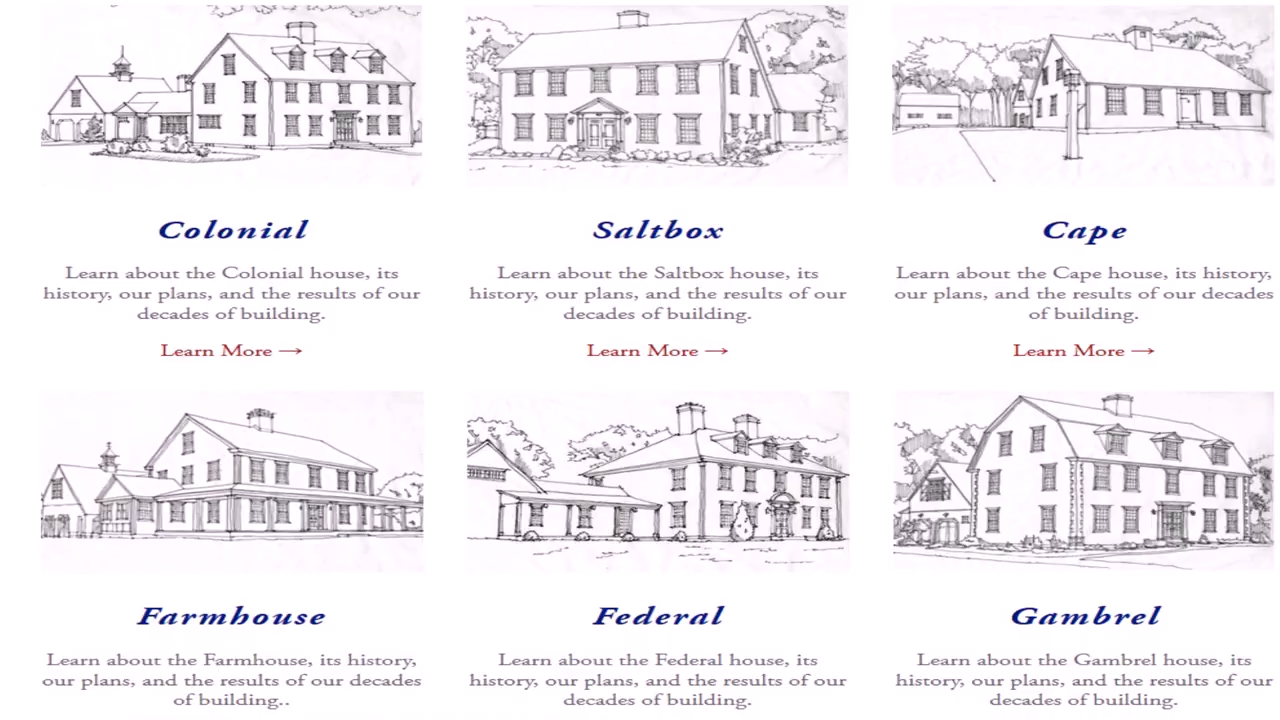 Colonial
Learn about the Colonial house, its
history, our plans, and the results of our
decades of building.
Learn More →
Saltbox
Learn about the Saltbox house, its
history, our plans, and the results of our
decades of building.
Learn More →
Cape
Learn about the Cape house, its history,
our plans, and the results of our decades
of building.
Learn More →
Farmhouse
Learn about the Farmhouse, its history,
our plans, and the results of our decades
of building..
Federal
Learn about the Federal house, its
history, our plans, and the results of our
decades of building.
Gambrel
Learn about the Gambrel house, its
history, our plans, and the results of our
decades of building.